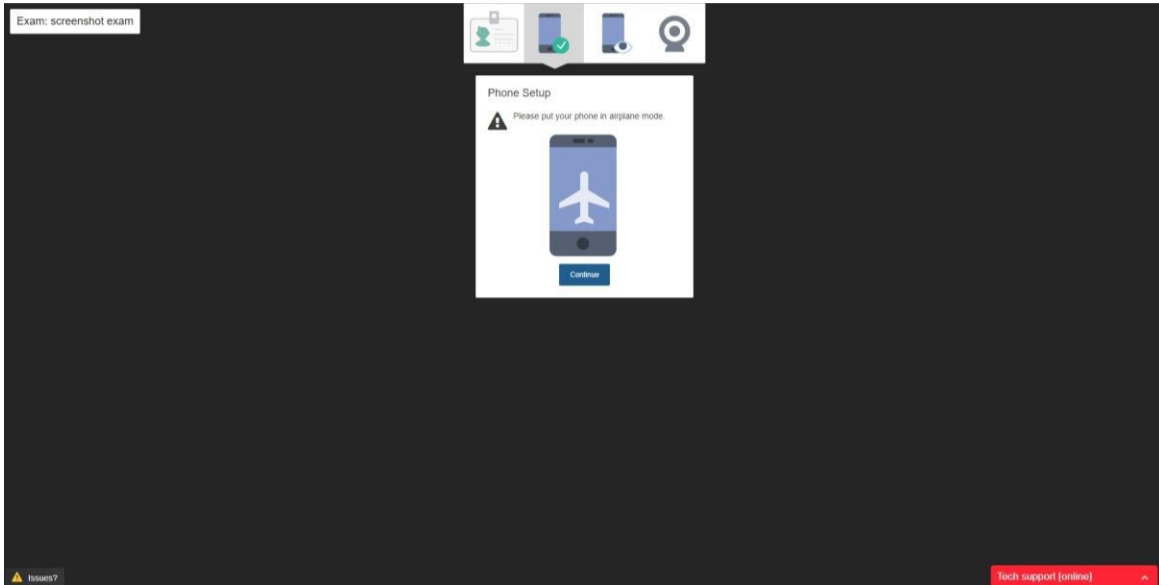 Exam: screenshot exam
Phone Setup
Please put your phone in airplane mode.
Continue
Issues?
Tech support [online]